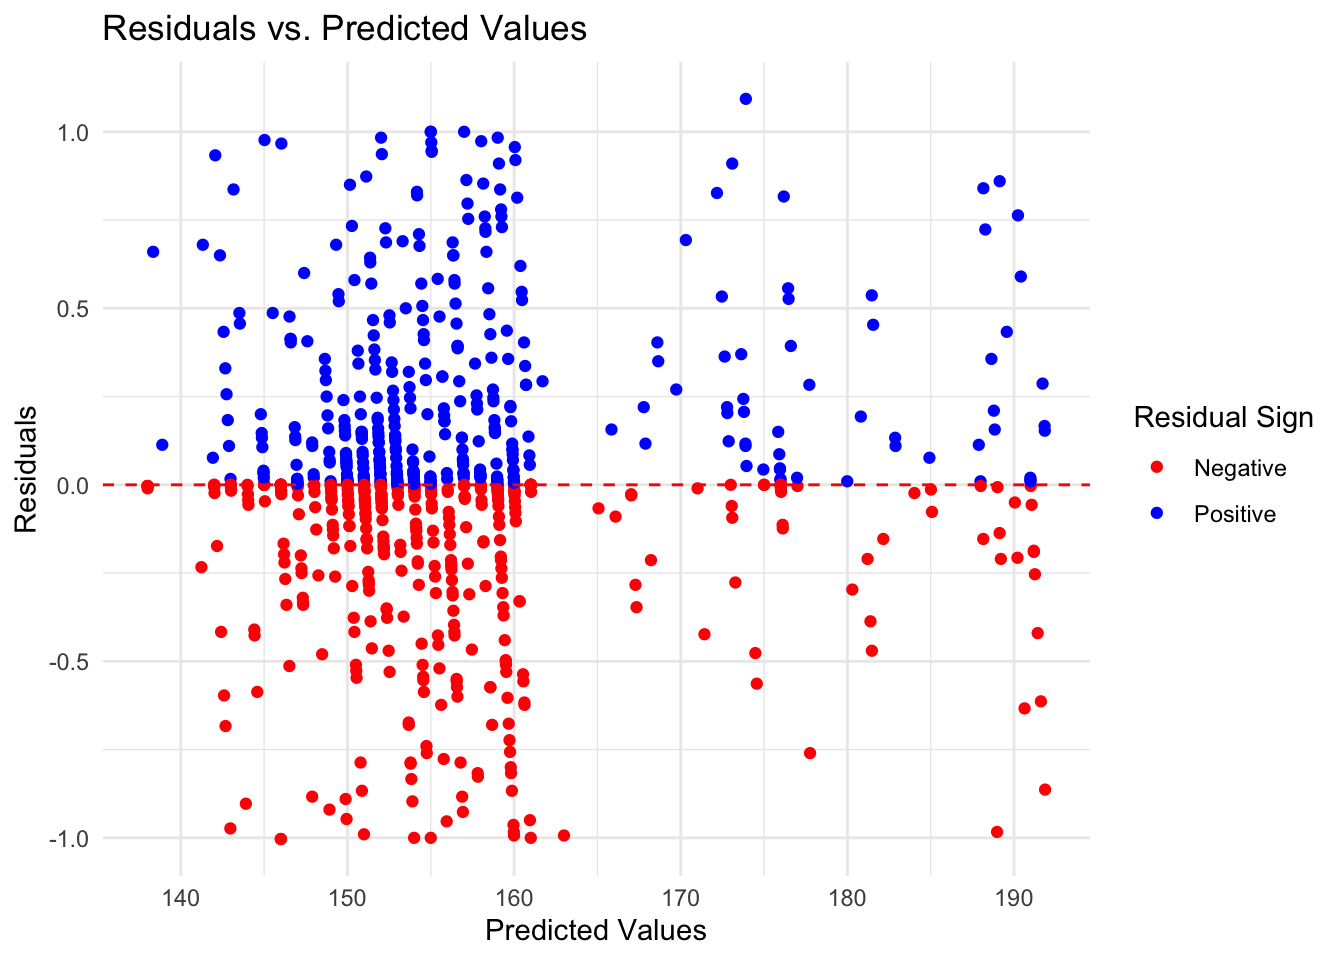 Residuals vs. Predicted Values
1.0
0.5
0.0
-0.5
-1.0
Residuals
140 150 160 170 180 190
Predicted Values
Residual Sign
Negative
Positive